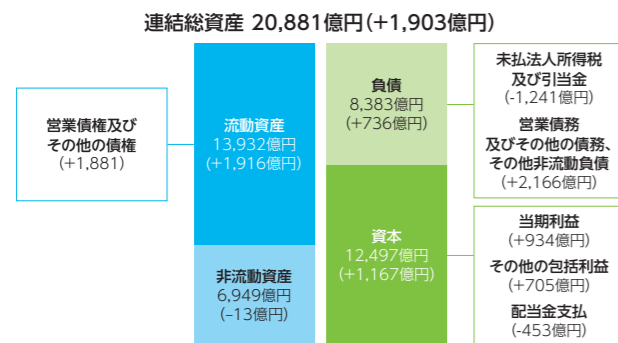 連結総資産 20,881億円(+1,903億円)
営業債権及び
その他の債権
(+1,881)
流動資産
13,932億円
(+1,916億円)
非流動資産
6,949億円
(–13億円)
負債
8,383億円
(+736億円)
資本
12,497億円
(+1,167億円)
未払法人所得税
及び引当金
(-1,241億円)
営業債務
及びその他の債務、
その他非流動負債
(+2,166億円)
当期利益
(+934億円)
その他の包括利益
(+705億円)
配当金支払
(-453億円)